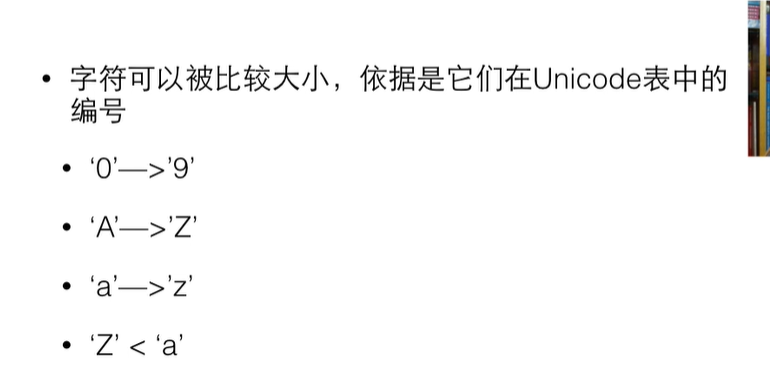 • 字符可以被比较大小，依据是它们在Unicode表中的
编号
• ‘0’—>’9’
• ‘A’—>’Z’
• ‘a’—>’z’
• ‘Z’ < ‘a’